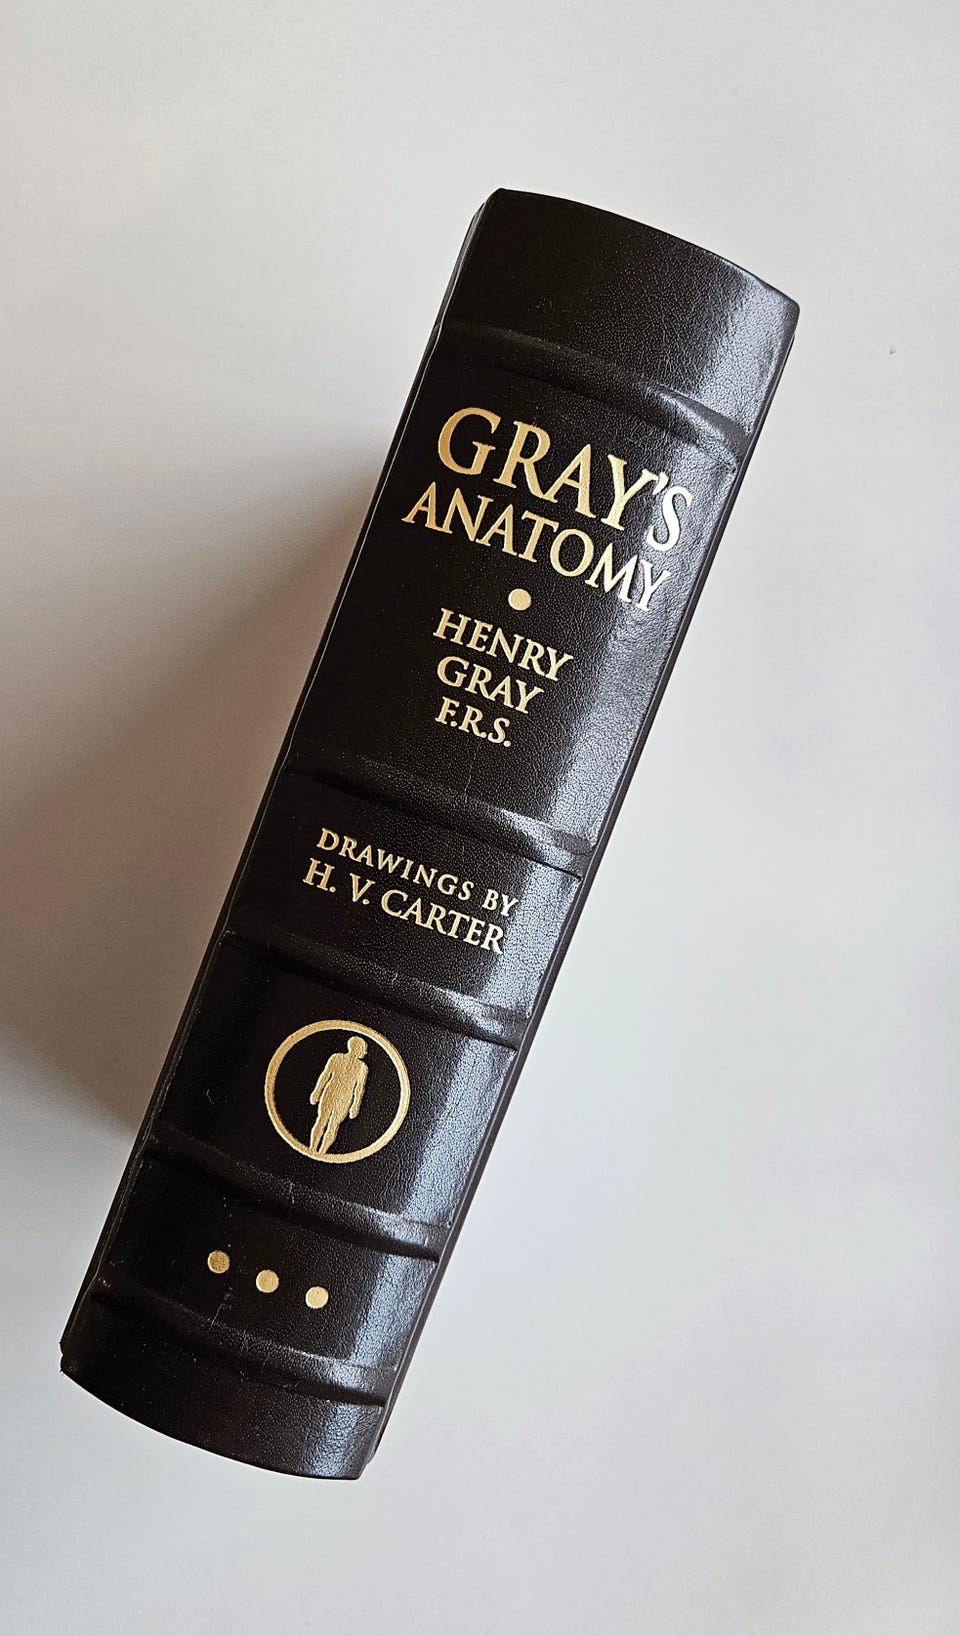 GRAY'S
ANATOMY
HENRY
GRAY
F.R.S.
DRAWINGS BY
H. V. CARTER